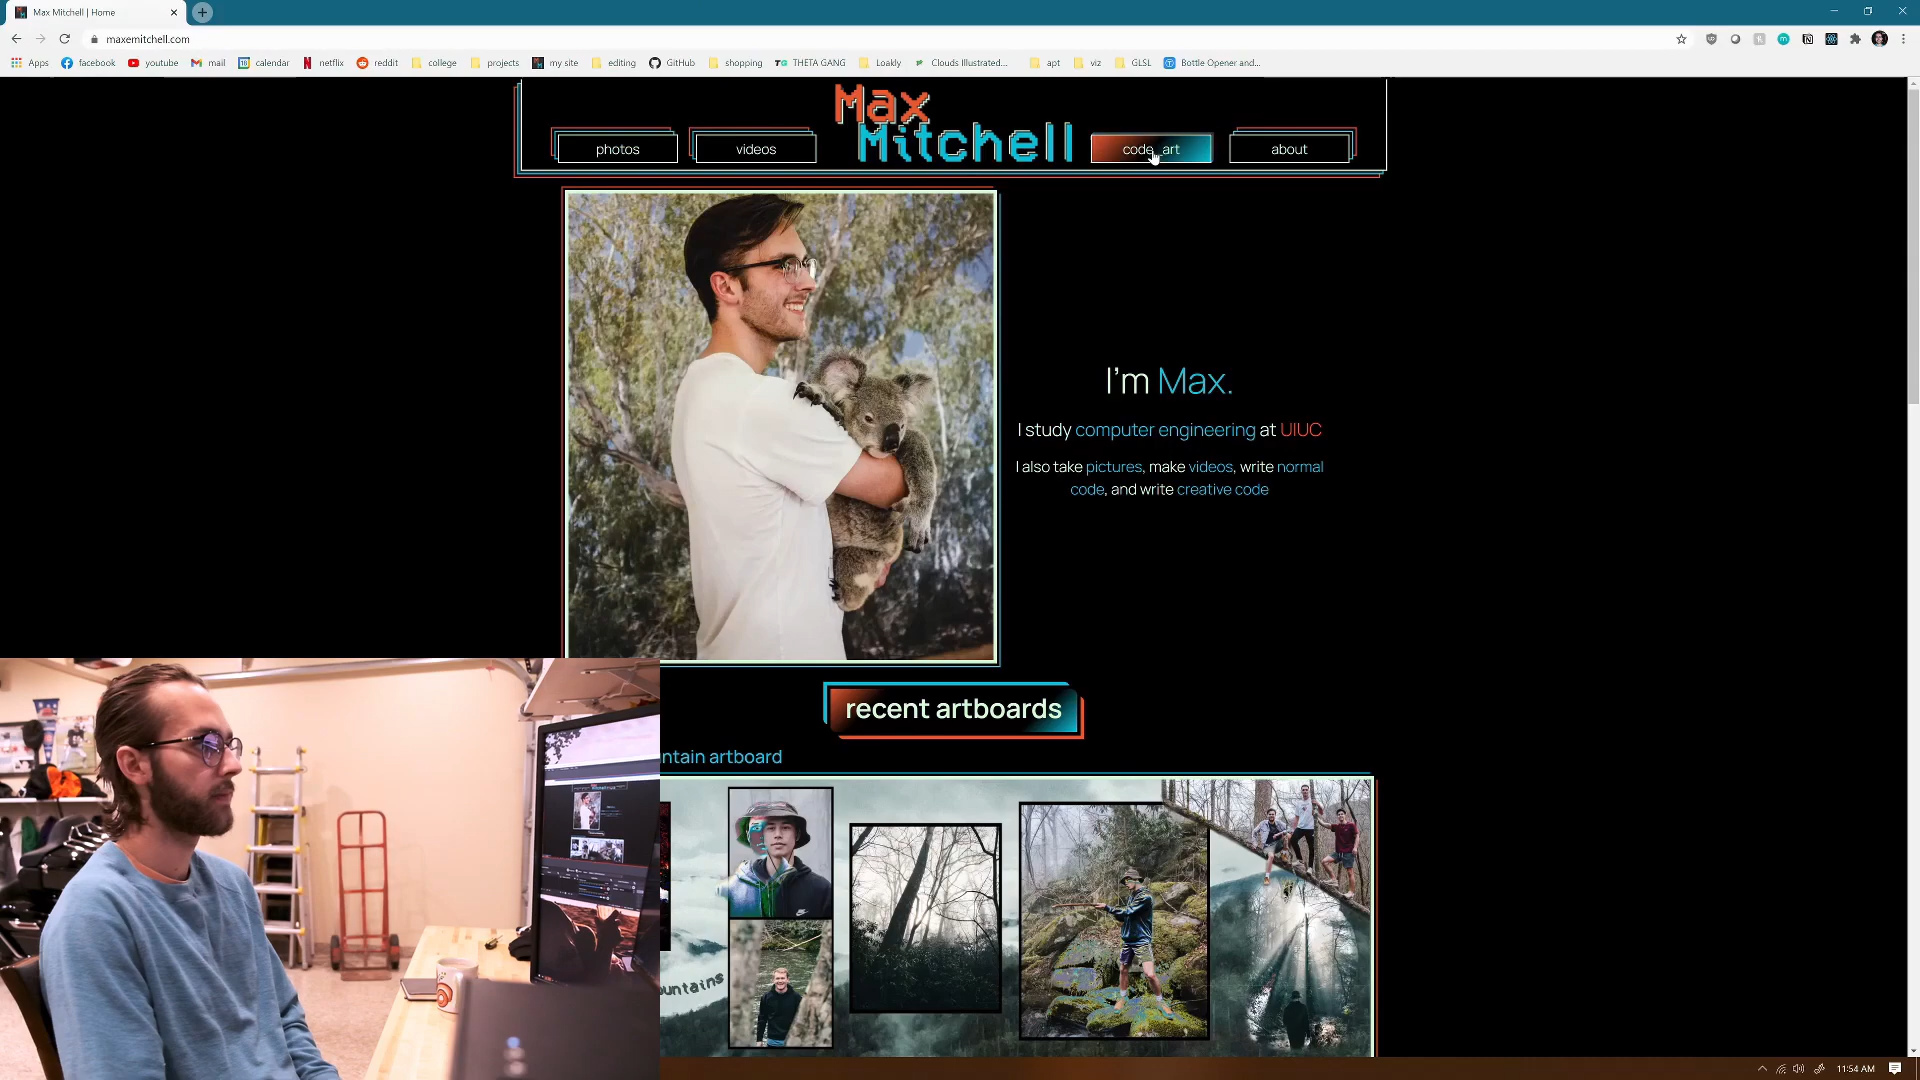 Max Mitchell | Home
maxemitchell.com
Apps facebook youtube mail calendar netflix reddit college projects my site editing GitHub shopping THETA GANG Loakly Clouds Illustrated... apt viz GLSL Bottle Opener and...
Max
Mitchell
photos videos code_art about
I'm Max.
I study computer engineering at UIUC
I also take pictures, make videos, write normal
code, and write creative code
recent artboards
ntain artboard
ountains
11:54 AM